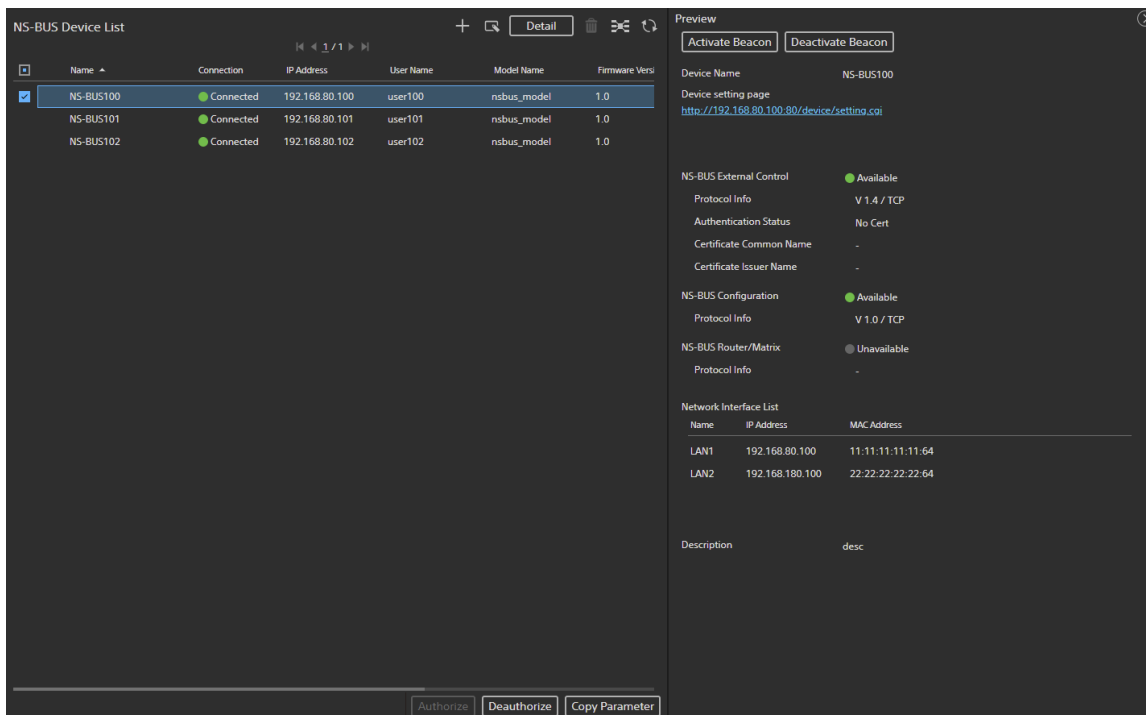 NS-BUS Device List
Detail
1 / 1
Name Connection IP Address User Name Model Name Firmware Versi
NS-BUS100 Connected 192.168.80.100 user100 nsbus_model 1.0
NS-BUS101 Connected 192.168.80.101 user101 nsbus_model 1.0
NS-BUS102 Connected 192.168.80.102 user102 nsbus_model 1.0
Authorize Deauthorize Copy Parameter
Preview
Activate Beacon Deactivate Beacon
Device Name NS-BUS100
Device setting page
http://192.168.80.100:80/device/setting.cgi
NS-BUS External Control Available
Protocol Info V 1.4 / TCP
Authentication Status No Cert
Certificate Common Name -
Certificate Issuer Name -
NS-BUS Configuration Available
Protocol Info V 1.0 / TCP
NS-BUS Router/Matrix Unavailable
Protocol Info -
Network Interface List
Name IP Address MAC Address
LAN1 192.168.80.100 11:11:11:11:11:64
LAN2 192.168.180.100 22:22:22:22:22:64
Description desc